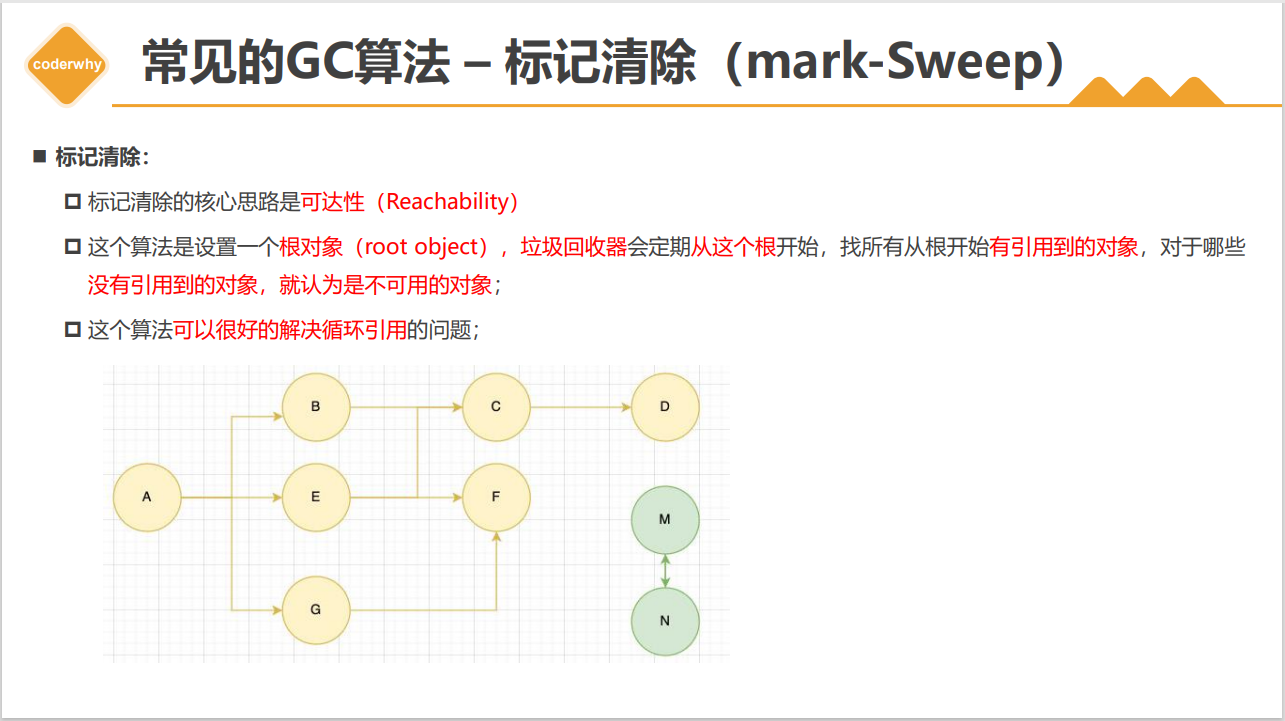 coderwhy
常见的GC算法 – 标记清除（mark-Sweep）
标记清除：
标记清除的核心思路是可达性（Reachability）
这个算法是设置一个根对象（root object），垃圾回收器会定期从这个根开始，找所有从根开始有引用到的对象，对于哪些
没有引用到的对象，就认为是不可用的对象；
这个算法可以很好的解决循环引用的问题；
B
C
D
A
E
F
M
G
N